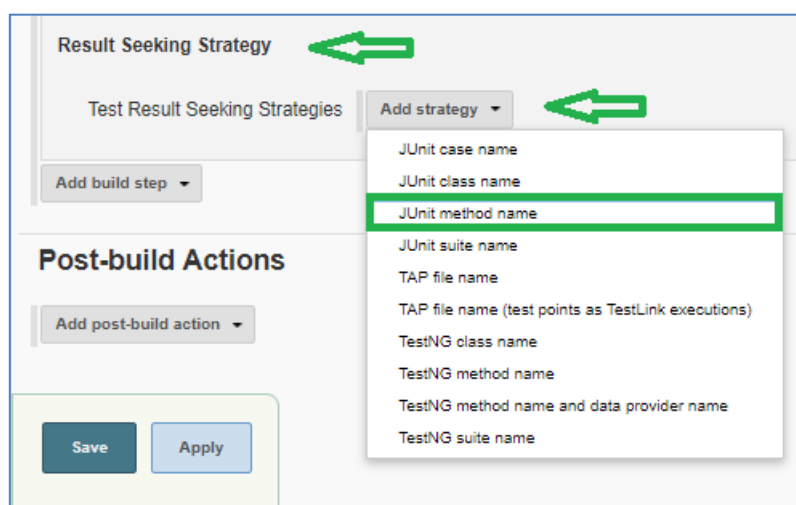 Result Seeking Strategy
Test Result Seeking Strategies Add strategy
JUnit case name
JUnit class name
JUnit method name
JUnit suite name
TAP file name
TAP file name (test points as TestLink executions)
TestNG class name
TestNG method name
TestNG method name and data provider name
TestNG suite name
Add build step
Post-build Actions
Add post-build action
Save Apply